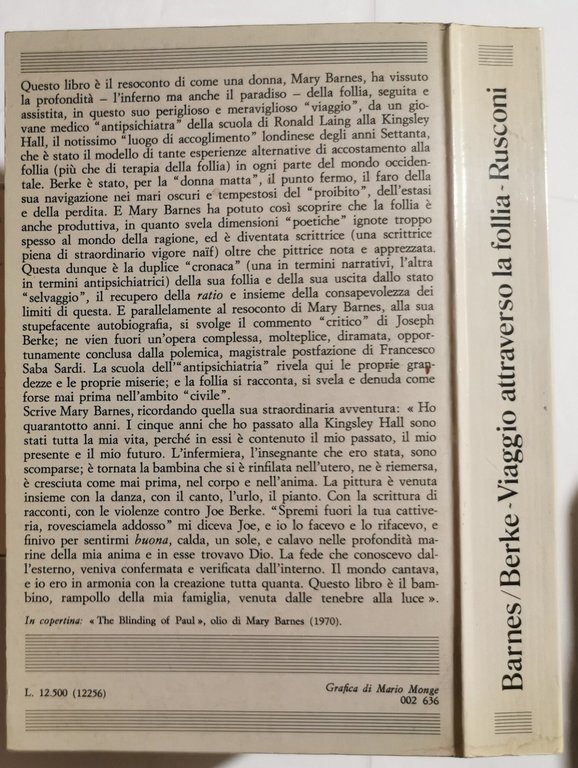 Questo libro è il resoconto di come una donna, Mary Barnes, ha vissuto
la profondità – l'inferno ma anche il paradiso – della follia, seguita e
assistita, in questo suo periglioso e meraviglioso "viaggio", da un gio-
vane medico "antipsichiatra" della scuola di Ronald Laing alla Kingsley
Hall, il notissimo "luogo di accoglimento" londinese degli anni Settanta,
che è stato il modello di tante esperienze alternative di accostamento alla
follia (più che di terapia della follia) in ogni parte del mondo occiden-
tale. Berke è stato, per la "donna matta", il punto fermo, il faro della
sua navigazione nei mari oscuri e tempestosi del "proibito", dell'estasi
e della perdita. E Mary Barnes ha potuto così scoprire che la follia è
anche produttiva, in quanto svela dimensioni "poetiche" ignote troppo
spesso al mondo della ragione, ed è diventata scrittrice (una scrittrice
piena di straordinario vigore naïf) oltre che pittrice nota e apprezzata.
Questa dunque è la duplice "cronaca" (una in termini narrativi, l'altra
in termini antipsichiatrici) della sua follia e della sua uscita dallo stato
"selvaggio", il recupero della ratio e insieme della consapevolezza dei
limiti di questa. E parallelamente al resoconto di Mary Barnes, alla sua
stupefacente autobiografia, si svolge il commento "critico" di Joseph
Berke; ne vien fuori un'opera complessa, molteplice, diramata, oppor-
tunamente conclusa dalla polemica, magistrale postfazione di Francesco
Saba Sardi. La scuola dell'"antipsichiatria" rivela qui le proprie gran-
dezze e le proprie miserie; e la follia si racconta, si svela e denuda come
forse mai prima nell'ambito "civile".
Scrive Mary Barnes, ricordando quella sua straordinaria avventura: « Ho
quarantotto anni. I cinque anni che ho passato alla Kingsley Hall sono
stati tutta la mia vita, perché in essi è contenuto il mio passato, il mio
presente e il mio futuro. L'infermiera, l'insegnante che ero stata, sono
scomparse; è tornata la bambina che si è rinfilata nell'utero, ne è riemersa,
è cresciuta come mai prima, nel corpo e nell'anima. La pittura è venuta
insieme con la danza, con il canto, l'urlo, il pianto. Con la scrittura di
racconti, con le violenze contro Joe Berke. "Spremi fuori la tua cattive-
ria, rovesciamela addosso" mi diceva Joe, e io lo facevo e lo rifacevo, e
finivo per sentirmi buona, calda, un sole, e calavo nelle profondità ma-
rine della mia anima e in esse trovavo Dio. La fede che conoscevo dal-
l'esterno, veniva confermata e verificata dall'interno. Il mondo cantava,
e io ero in armonia con la creazione tutta quanta. Questo libro è il bam-
bino, rampollo della mia famiglia, venuta dalle tenebre alla luce ».
In copertina: « The Blinding of Paul », olio di Mary Barnes (1970).
L. 12.500 (12256)
Grafica di Mario Monge
002 636
Barnes/Berke - Viaggio attraverso la follia - Rusconi